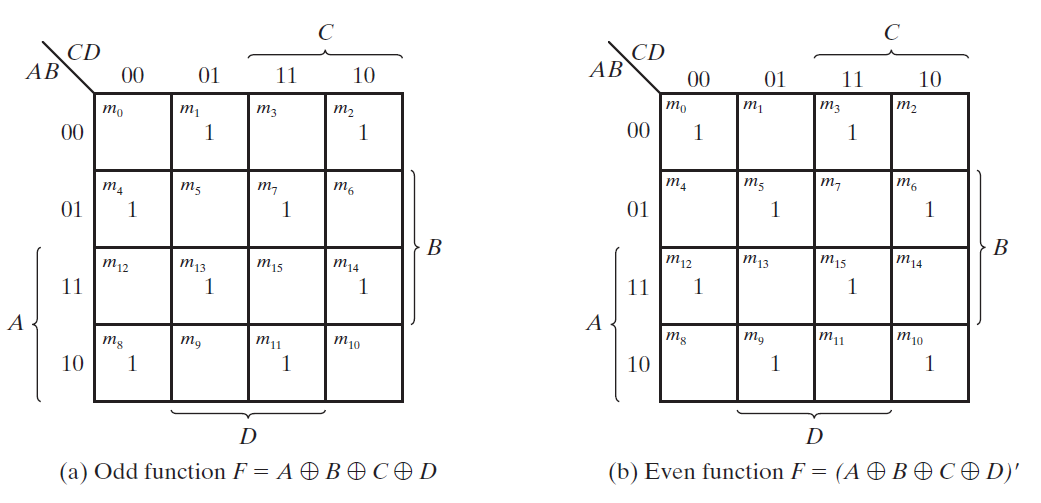 C C
CD CD
AB 00 01 11 10 AB 00 01 11 10
m0 m1 m3 m2 m0 m1 m3 m2
00 1 1 00 1 1
m4 m5 m7 m6 m4 m5 m7 m6
01 1 1 01 1 1
B B
m12 m13 m15 m14 m12 m13 m15 m14
11 1 1 11 1 1
A A
m8 m9 m11 m10 m8 m9 m11 m10
10 1 1 10 1 1
D D
(a) Odd function F = A ⊕ B ⊕ C ⊕ D (b) Even function F = (A ⊕ B ⊕ C ⊕ D)′